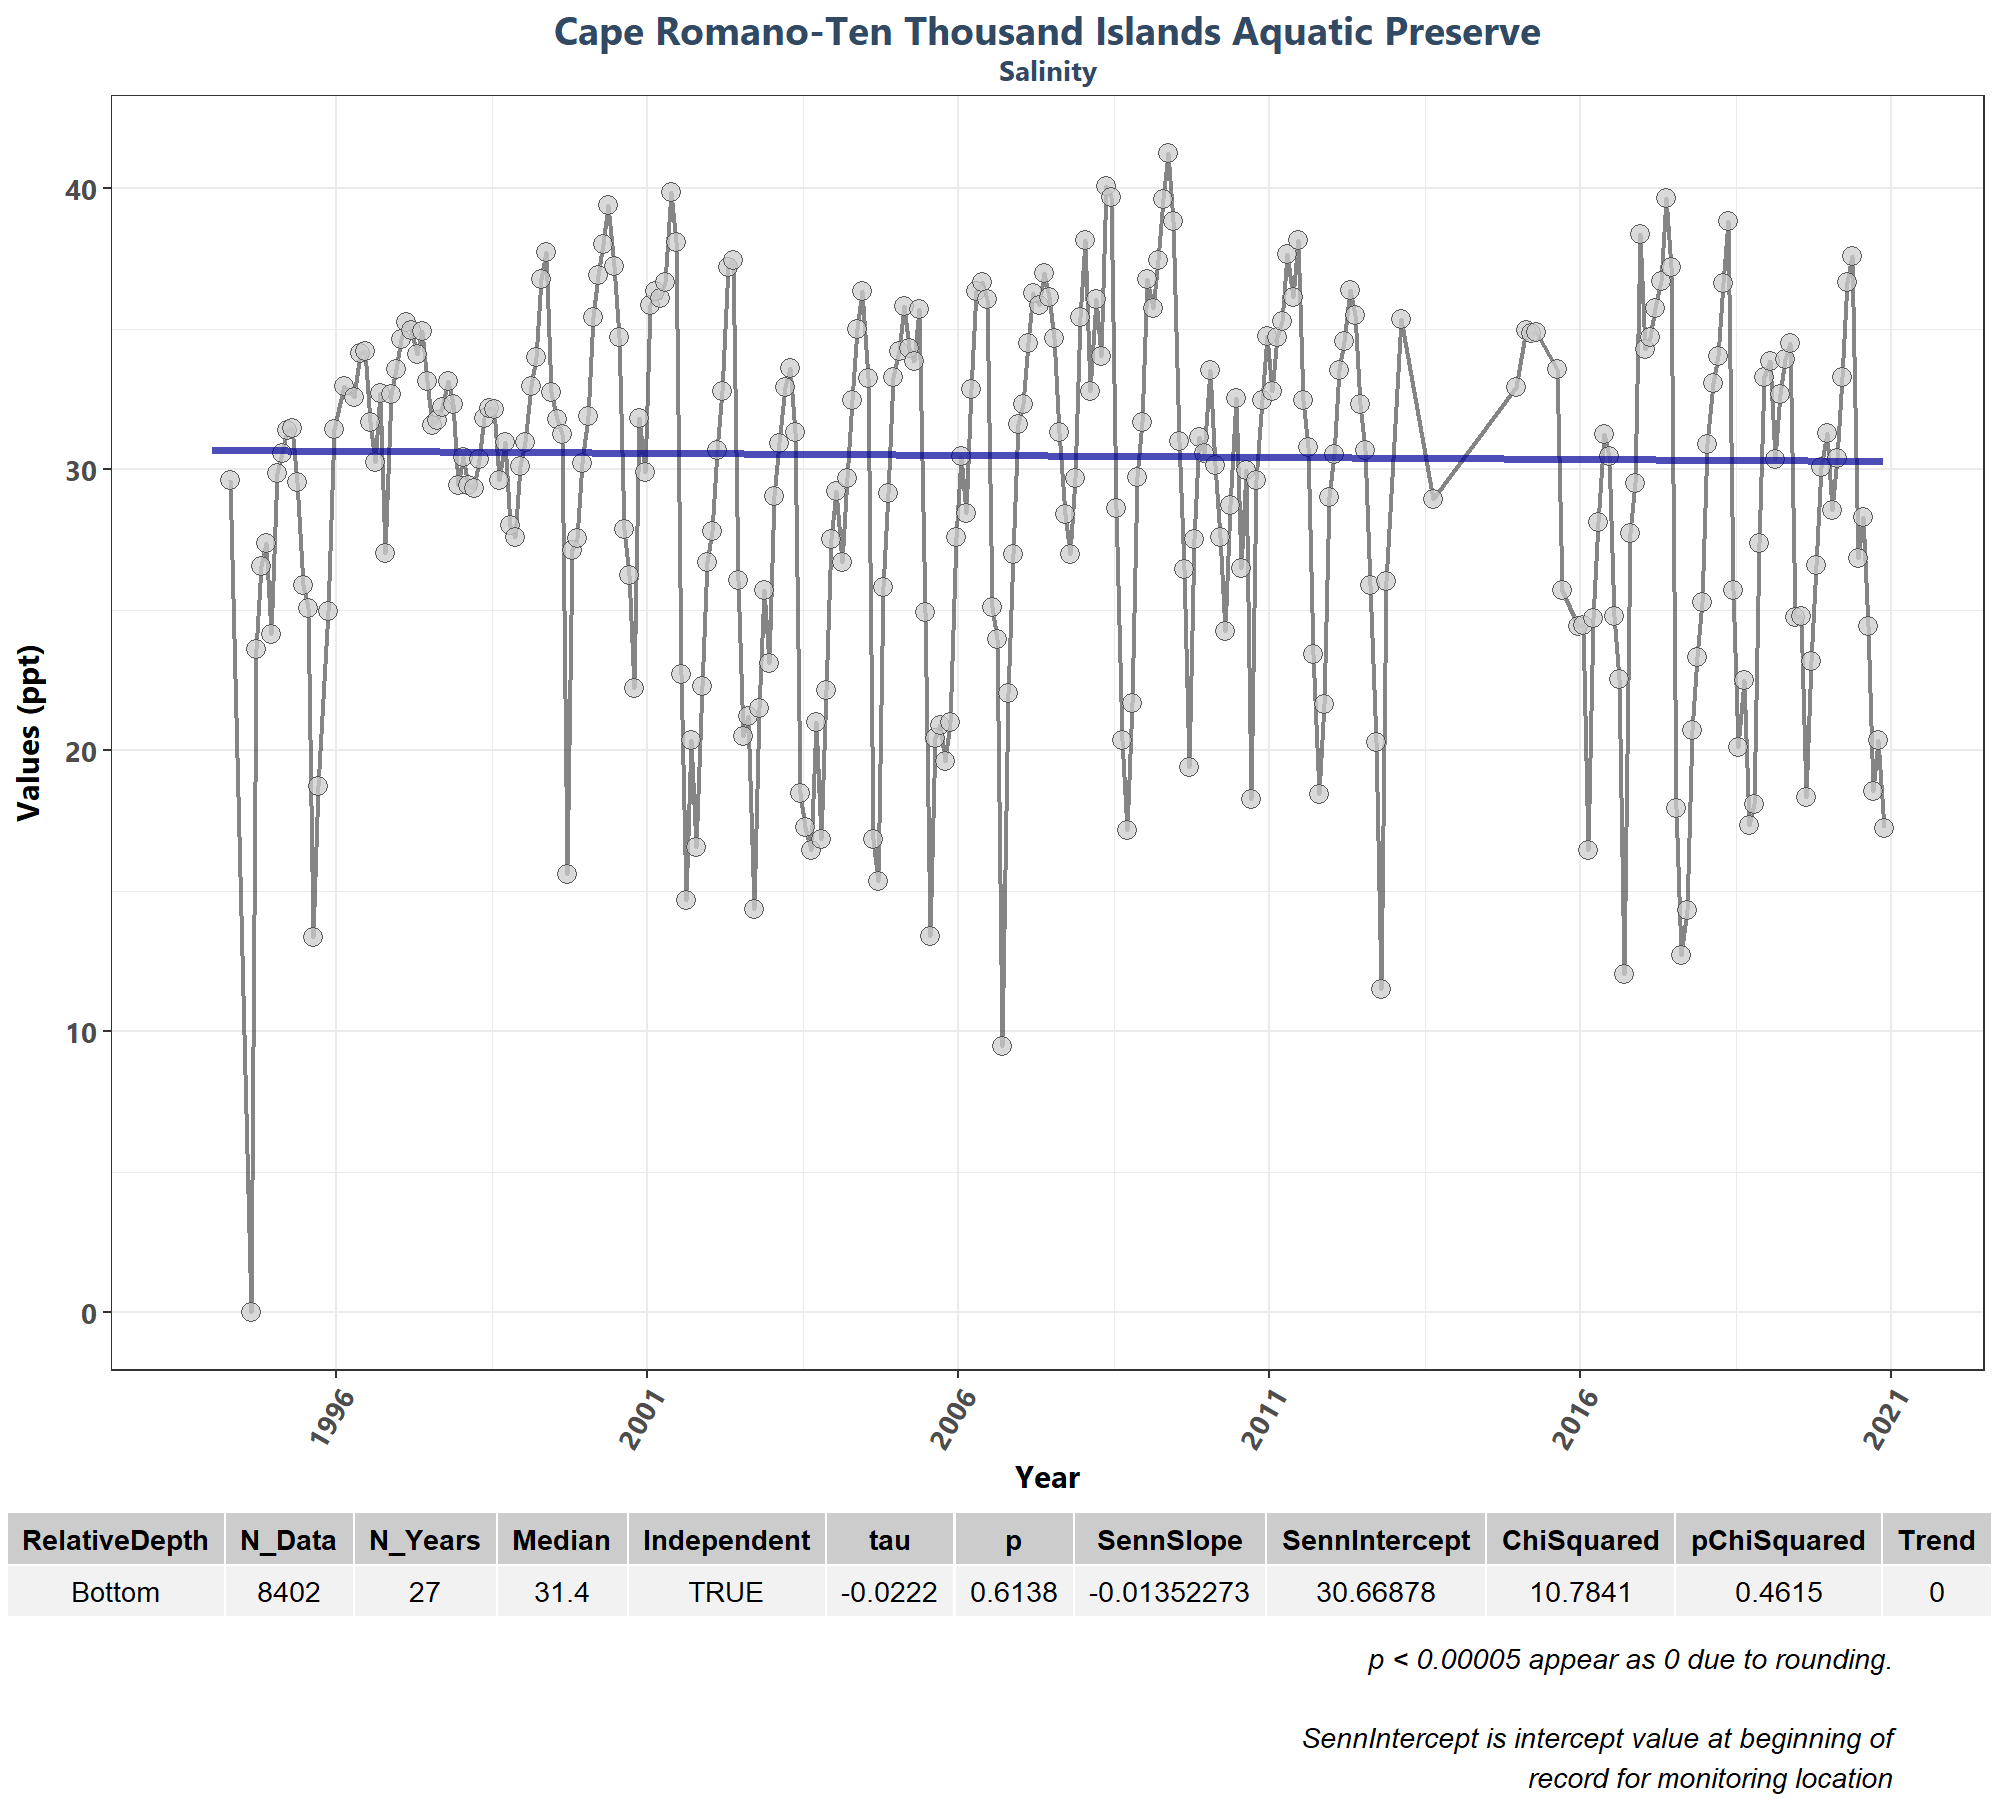 Cape Romano-Ten Thousand Islands Aquatic Preserve
Salinity
Values (ppt)
40
30
20
10
0
1996
2001
2006
2011
2016
2021
Year
RelativeDepth N_Data N_Years Median Independent tau p SennSlope SennIntercept ChiSquared pChiSquared Trend
Bottom 8402 27 31.4 TRUE -0.0222 0.6138 -0.01352273 30.66878 10.7841 0.4615 0
p < 0.00005 appear as 0 due to rounding.
SennIntercept is intercept value at beginning of
record for monitoring location